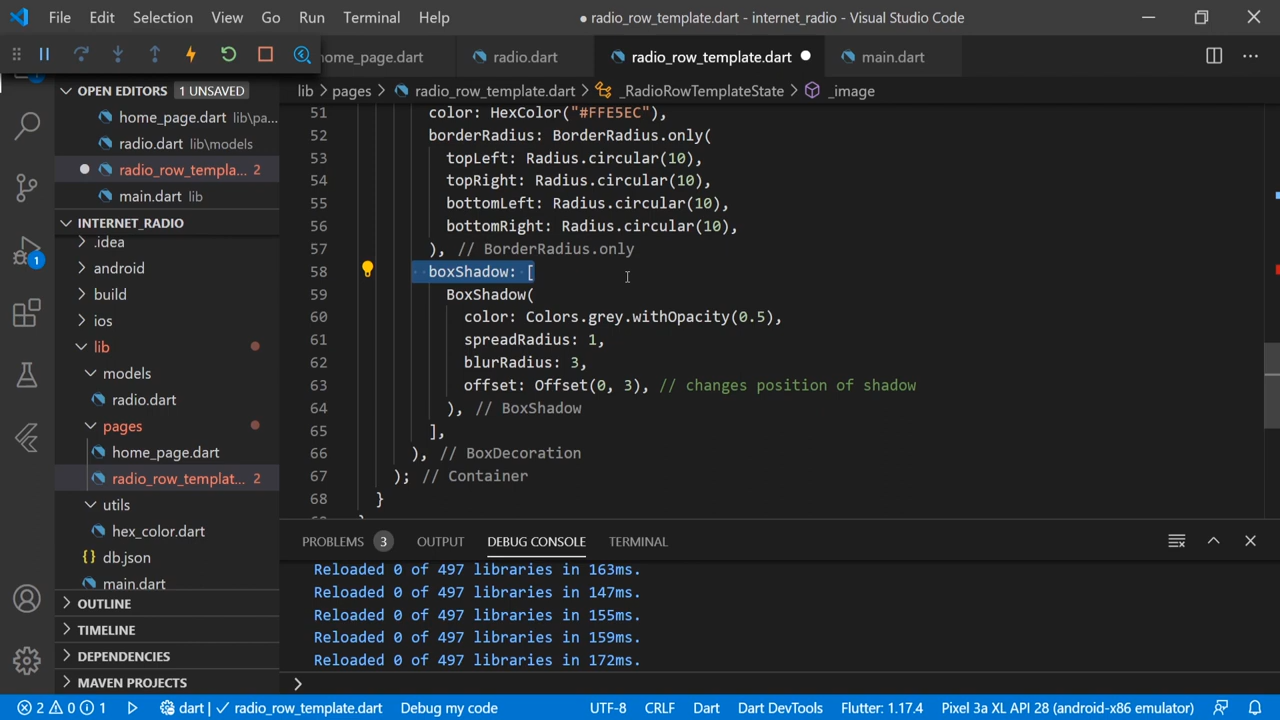 File Edit Selection View Go Run Terminal Help ● radio_row_template.dart - internet_radio - Visual Studio Code
home_page.dart radio.dart radio_row_template.dart main.dart
OPEN EDITORS 1 UNSAVED
lib > pages > radio_row_template.dart > _RadioRowTemplateState > _image
home_page.dart lib\pa...
radio.dart lib\models
radio_row_templa... 2
main.dart lib
INTERNET_RADIO
.idea
android
build
ios
lib
models
radio.dart
pages
home_page.dart
radio_row_templat... 2
utils
hex_color.dart
{} db.json
main.dart
OUTLINE
TIMELINE
DEPENDENCIES
MAVEN PROJECTS
1
51 color: HexColor("#FFE5EC"),
52 borderRadius: BorderRadius.only(
53 topLeft: Radius.circular(10),
54 topRight: Radius.circular(10),
55 bottomLeft: Radius.circular(10),
56 bottomRight: Radius.circular(10),
57 ), // BorderRadius.only
58 boxShadow: [
59 BoxShadow(
60 color: Colors.grey.withOpacity(0.5),
61 spreadRadius: 1,
62 blurRadius: 3,
63 offset: Offset(0, 3), // changes position of shadow
64 ), // BoxShadow
65 ],
66 ), // BoxDecoration
67 ); // Container
68 }
PROBLEMS 3 OUTPUT DEBUG CONSOLE TERMINAL
Reloaded 0 of 497 libraries in 163ms.
Reloaded 0 of 497 libraries in 147ms.
Reloaded 0 of 497 libraries in 155ms.
Reloaded 0 of 497 libraries in 159ms.
Reloaded 0 of 497 libraries in 172ms.
>
2 0 1 dart | ✓ radio_row_template.dart Debug my code UTF-8 CRLF Dart Dart DevTools Flutter: 1.17.4 Pixel 3a XL API 28 (android-x86 emulator)